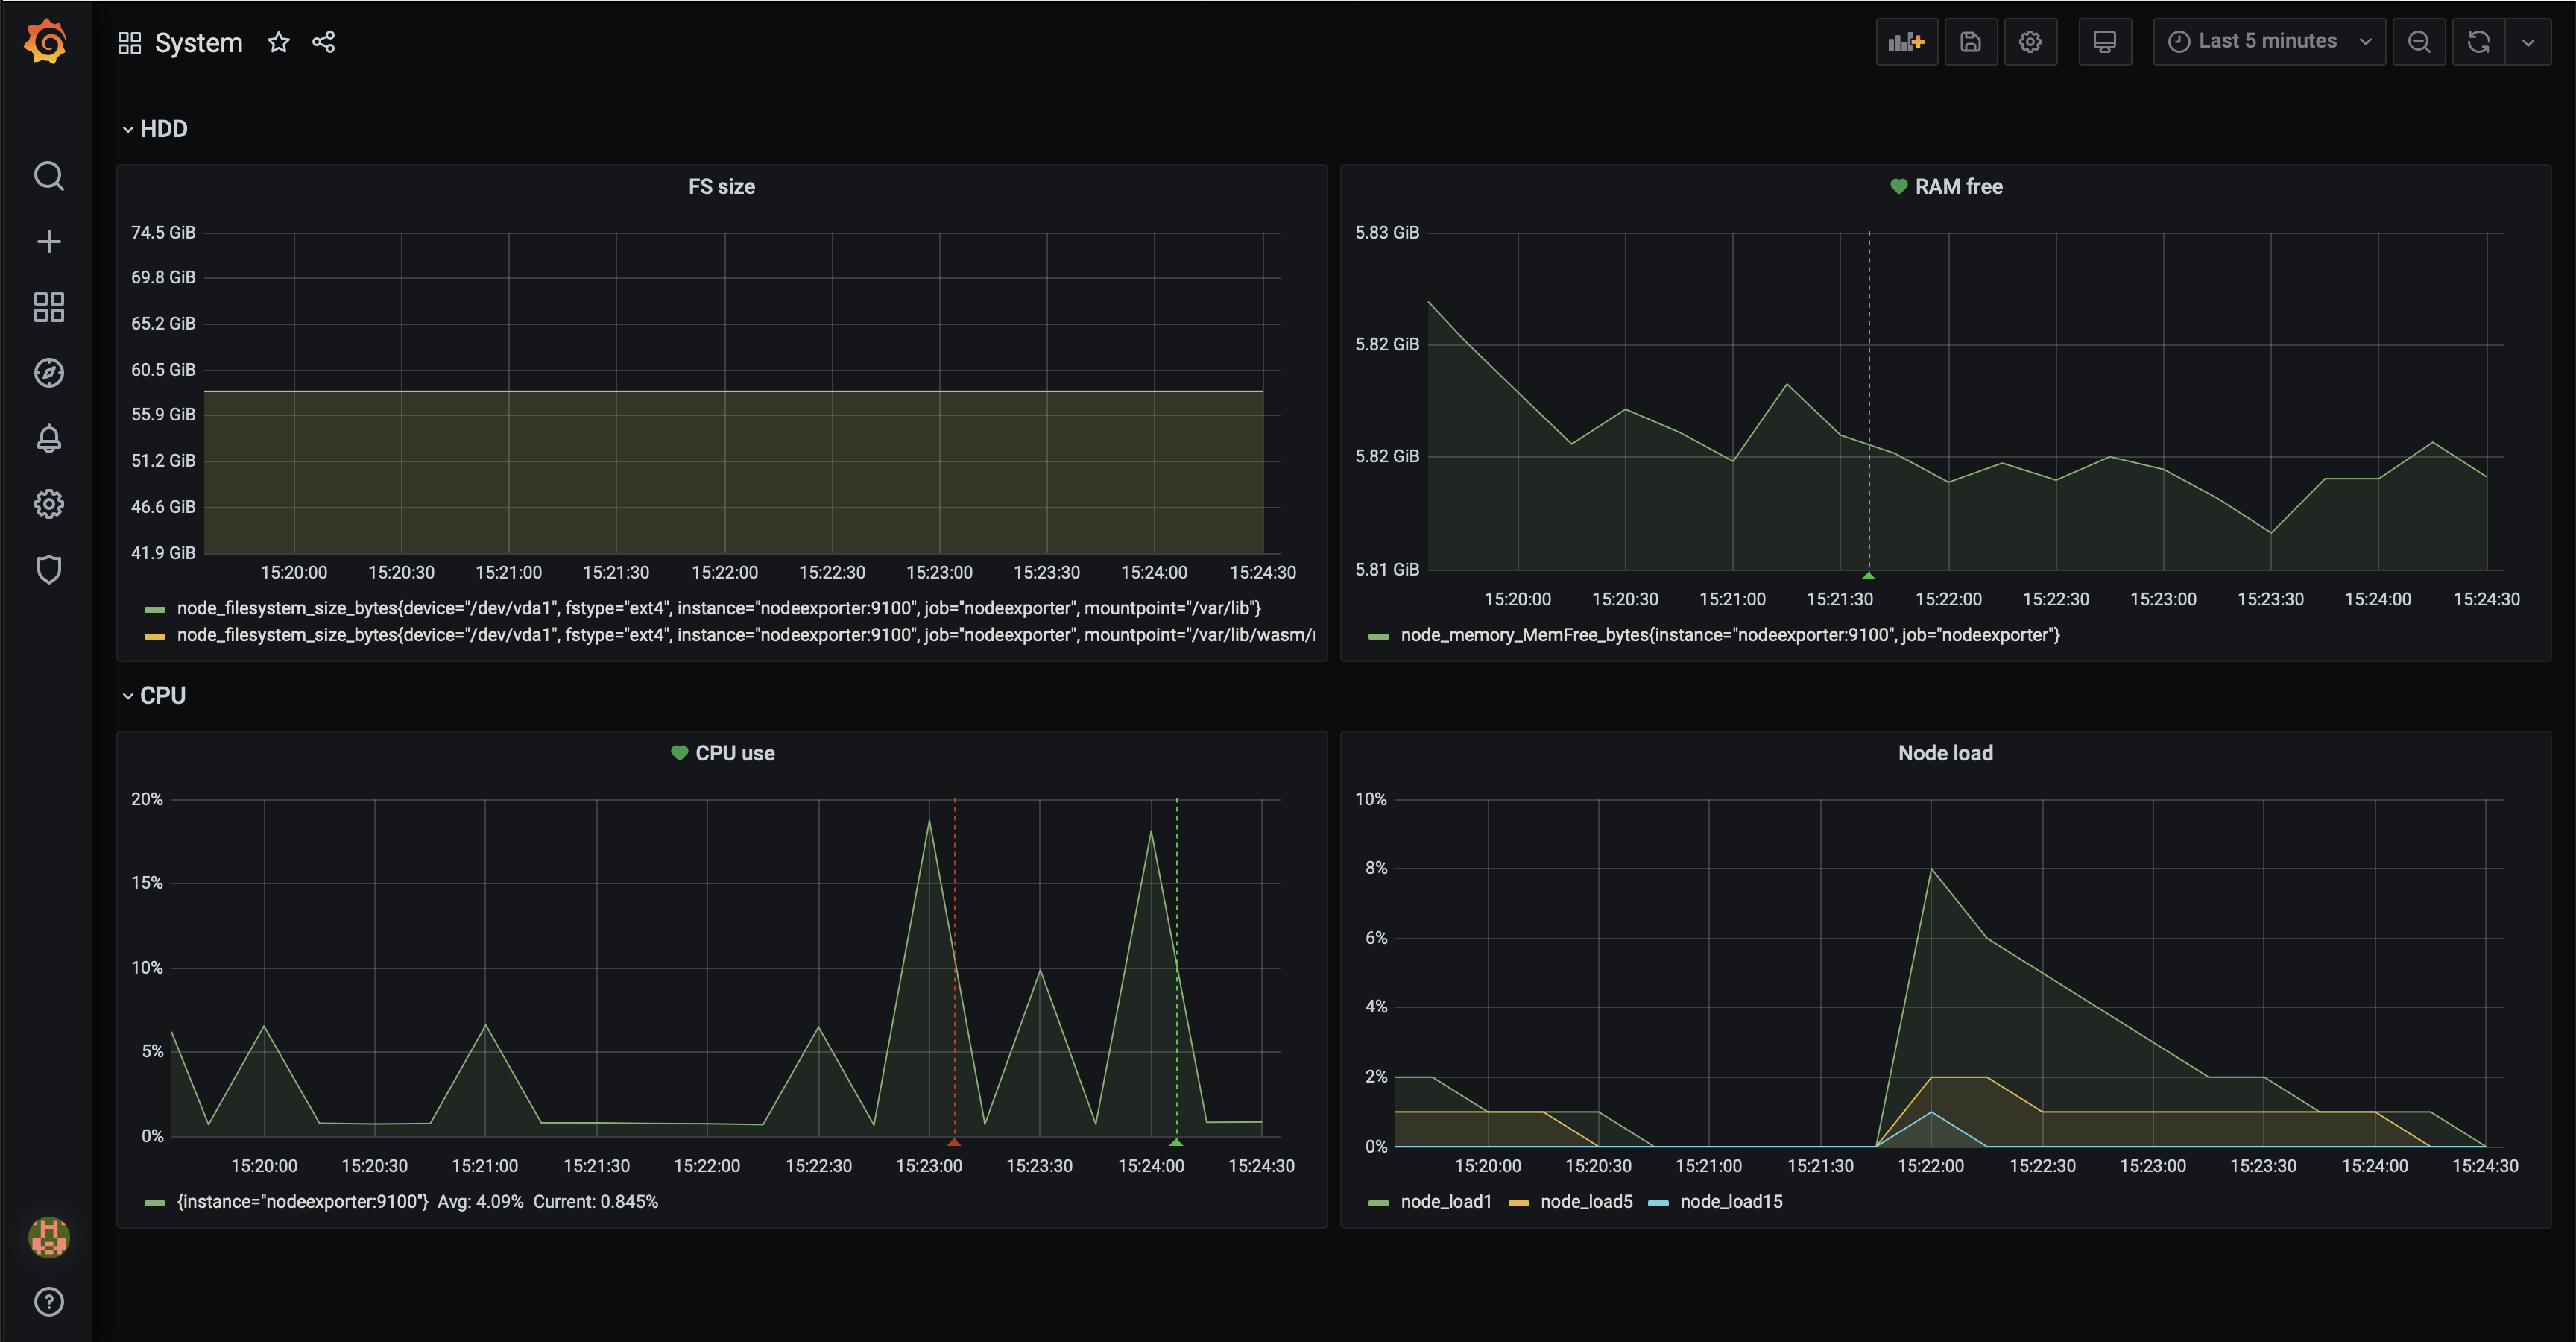 System
Last 5 minutes
HDD
FS size
74.5 GiB
69.8 GiB
65.2 GiB
60.5 GiB
55.9 GiB
51.2 GiB
46.6 GiB
41.9 GiB
15:20:00 15:20:30 15:21:00 15:21:30 15:22:00 15:22:30 15:23:00 15:23:30 15:24:00 15:24:30
node_filesystem_size_bytes{device="/dev/vda1", fstype="ext4", instance="nodeexporter:9100", job="nodeexporter", mountpoint="/var/lib"}
node_filesystem_size_bytes{device="/dev/vda1", fstype="ext4", instance="nodeexporter:9100", job="nodeexporter", mountpoint="/var/lib/wasm/
RAM free
5.83 GiB
5.82 GiB
5.82 GiB
5.81 GiB
15:20:00 15:20:30 15:21:00 15:21:30 15:22:00 15:22:30 15:23:00 15:23:30 15:24:00 15:24:30
node_memory_MemFree_bytes{instance="nodeexporter:9100", job="nodeexporter"}
CPU
CPU use
20%
15%
10%
5%
0%
15:20:00 15:20:30 15:21:00 15:21:30 15:22:00 15:22:30 15:23:00 15:23:30 15:24:00 15:24:30
{instance="nodeexporter:9100"} Avg: 4.09% Current: 0.845%
Node load
10%
8%
6%
4%
2%
0%
15:20:00 15:20:30 15:21:00 15:21:30 15:22:00 15:22:30 15:23:00 15:23:30 15:24:00 15:24:30
node_load1 node_load5 node_load15